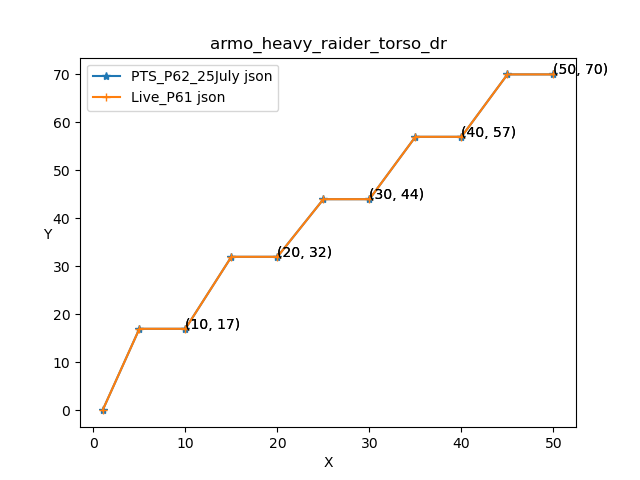 armo_heavy_raider_torso_dr
PTS_P62_25July json
Live_P61 json
(50, 70)
(40, 57)
(30, 44)
(20, 32)
(10, 17)
70
60
50
40
30
20
10
0
Y
0 10 20 30 40 50
X